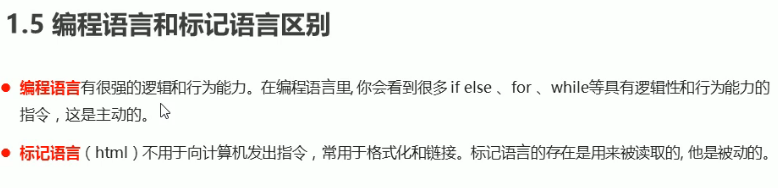 1.5 编程语言和标记语言区别
编程语言有很强的逻辑和行为能力。在编程语言里, 你会看到很多 if else 、for 、while等具有逻辑性和行为能力的
指令，这是主动的。
标记语言（html）不用于向计算机发出指令，常用于格式化和链接。标记语言的存在是用来被读取的, 他是被动的。